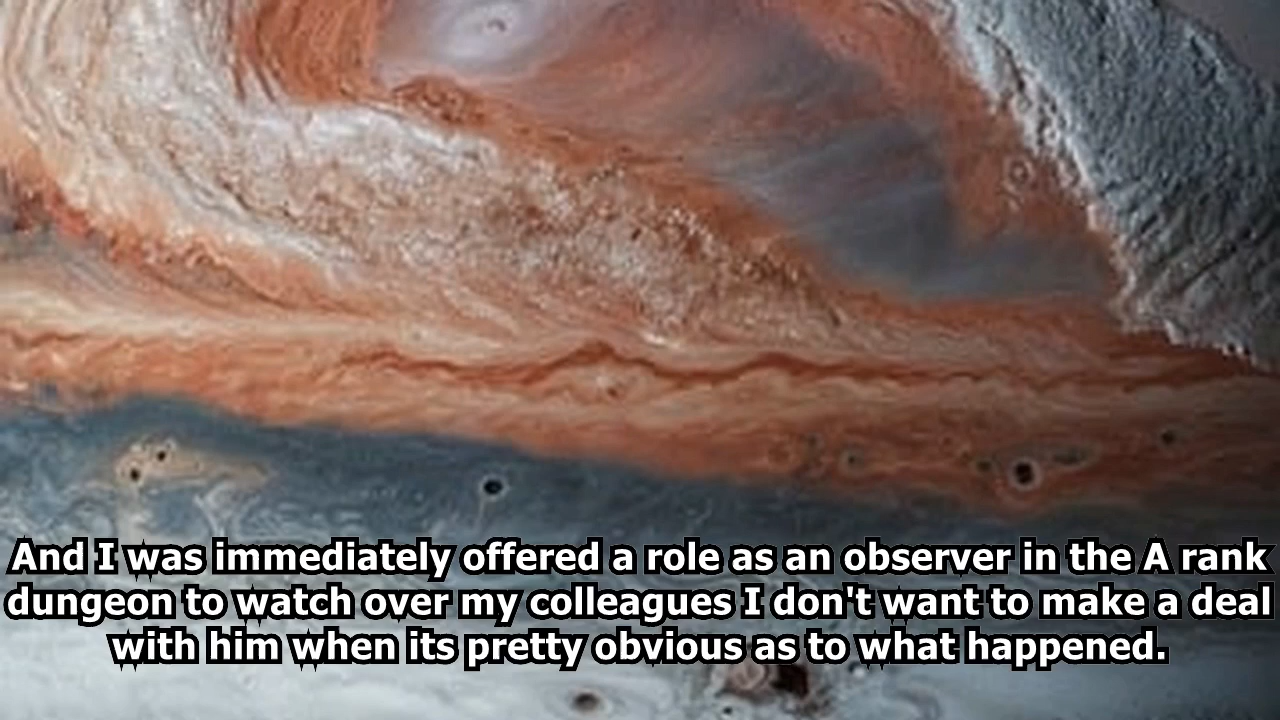 And I was immediately offered a role as an observer in the A rank
dungeon to watch over my colleagues I don't want to make a deal
with him when its pretty obvious as to what happened.